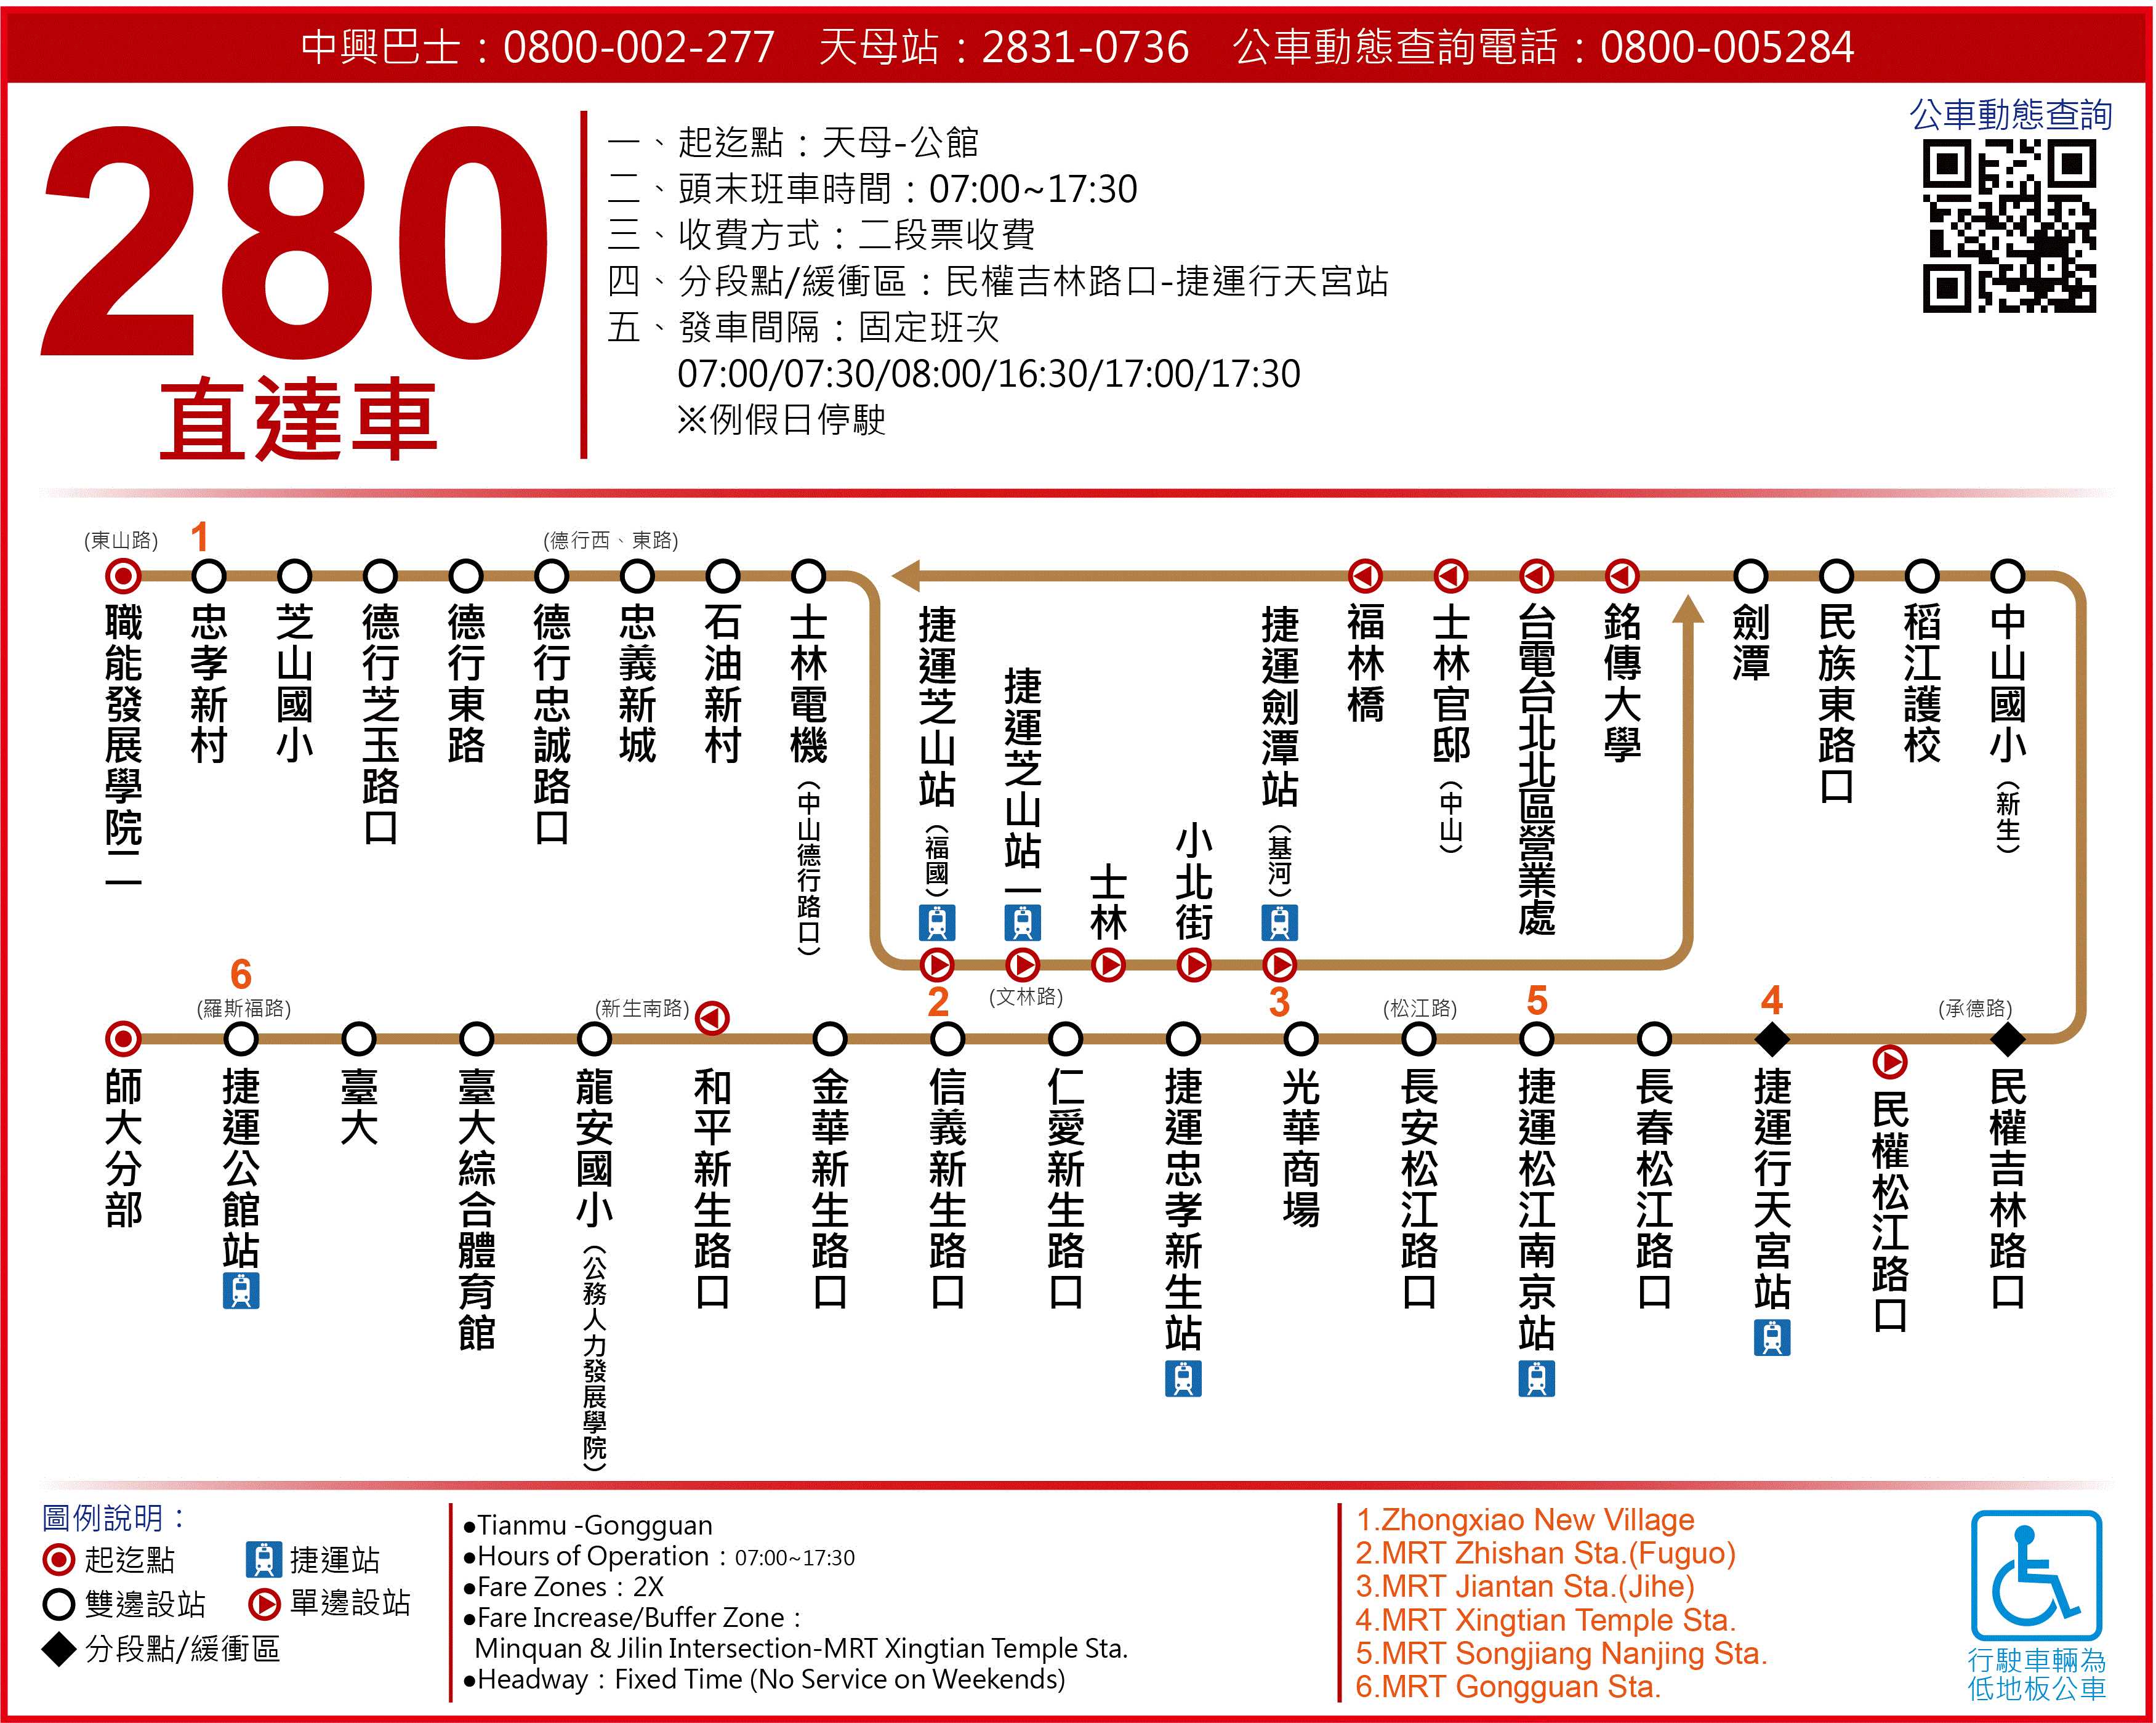 中興巴士：0800-002-277　天母站：2831-0736　公車動態查詢電話：0800-005284
280
直達車
一、起迄點：天母-公館
二、頭末班車時間：07:00~17:30
三、收費方式：二段票收費
四、分段點/緩衝區：民權吉林路口-捷運行天宮站
五、發車間隔：固定班次
07:00/07:30/08:00/16:30/17:00/17:30
※例假日停駛
公車動態查詢
(東山路)
1
(德行西、東路)
職能發展學院二
忠孝新村
芝山國小
德行芝玉路口
德行東路
德行忠誠路口
忠義新城
石油新村
士林電機（中山德行路口）
捷運芝山站（福國）
捷運芝山站一
士林
小北街
捷運劍潭站（基河）
福林橋
士林官邸（中山）
台電台北北區營業處
銘傳大學
劍潭
民族東路口
稻江護校
中山國小（新生）
2
(文林路)
3
6
(羅斯福路)
(新生南路)
(松江路)
5
4
(承德路)
師大分部
捷運公館站
臺大
臺大綜合體育館
龍安國小（公務人力發展學院）
和平新生路口
金華新生路口
信義新生路口
仁愛新生路口
捷運忠孝新生站
光華商場
長安松江路口
捷運松江南京站
長春松江路口
捷運行天宮站
民權松江路口
民權吉林路口
圖例說明：
起迄點
捷運站
雙邊設站
單邊設站
分段點/緩衝區
●Tianmu -Gongguan
●Hours of Operation：07:00~17:30
●Fare Zones：2X
●Fare Increase/Buffer Zone：
Minquan & Jilin Intersection-MRT Xingtian Temple Sta.
●Headway：Fixed Time (No Service on Weekends)
1.Zhongxiao New Village
2.MRT Zhishan Sta.(Fuguo)
3.MRT Jiantan Sta.(Jihe)
4.MRT Xingtian Temple Sta.
5.MRT Songjiang Nanjing Sta.
6.MRT Gongguan Sta.
行駛車輛為
低地板公車